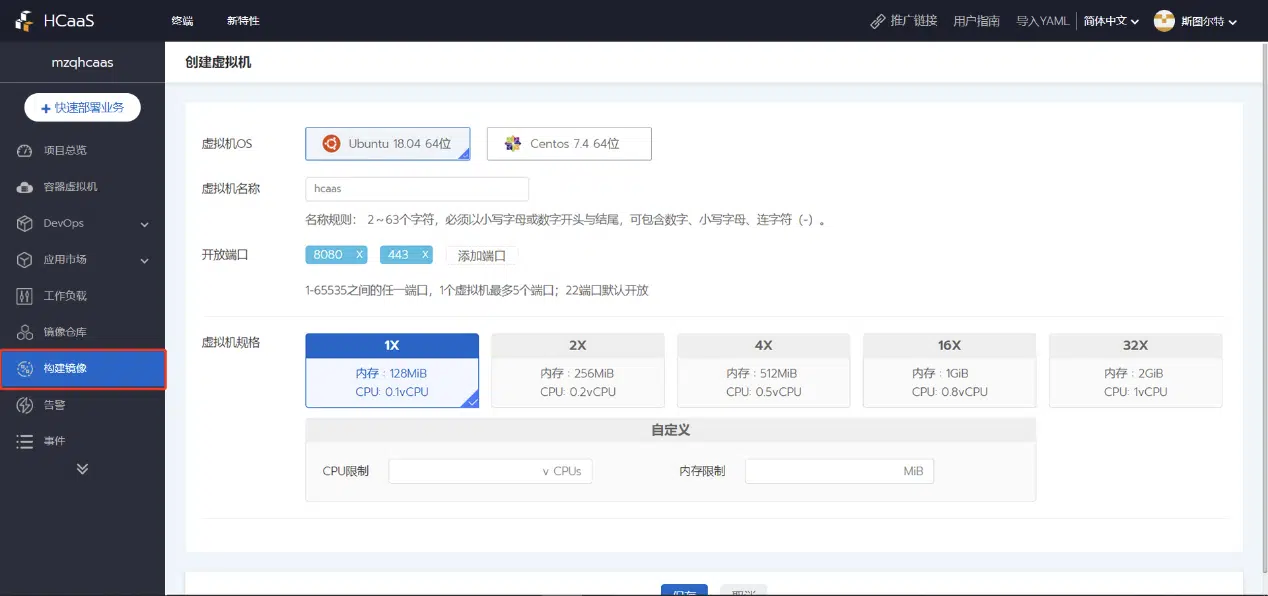 HCaaS 终端 新特性 推广链接 用户指南 导入YAML 简体中文 斯图尔特
mzqhcaas
+ 快速部署业务
项目总览
容器虚拟机
DevOps
应用市场
工作负载
镜像仓库
构建镜像
告警
事件
创建虚拟机
虚拟机OS Ubuntu 18.04 64位 Centos 7.4 64位
虚拟机名称 hcaas
名称规则： 2～63个字符，必须以小写字母或数字开头与结尾，可包含数字、小写字母、连字符（-）。
开放端口 8080 X 443 X 添加端口
1-65535之间的任一端口，1个虚拟机最多5个端口；22端口默认开放
虚拟机规格 1X 2X 4X 16X 32X
内存：128MiB 内存：256MiB 内存：512MiB 内存：1GiB 内存：2GiB
CPU: 0.1vCPU CPU: 0.2vCPU CPU: 0.5vCPU CPU: 0.8vCPU CPU: 1vCPU
自定义
CPU限制 v CPUs 内存限制 MiB
保存 取消